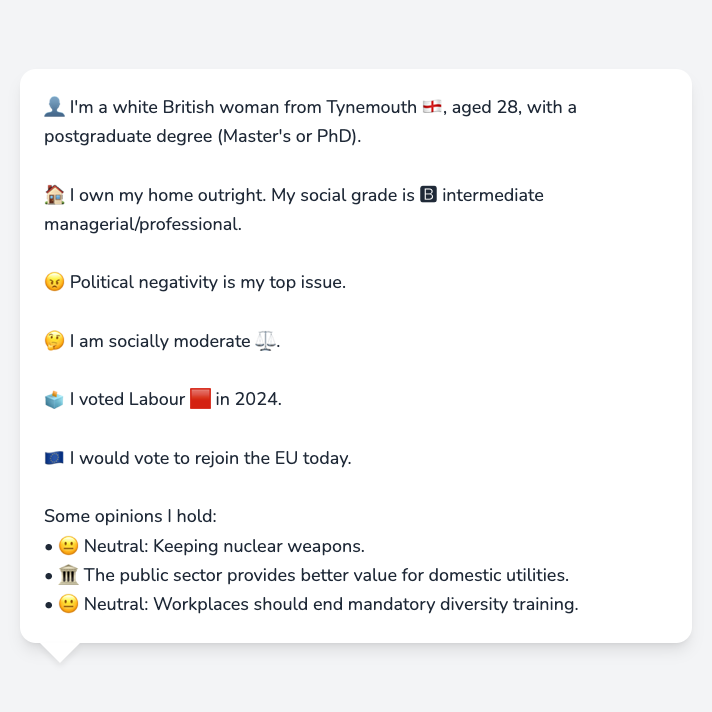 👤 I'm a white British woman from Tynemouth 🏴󠁧󠁢󠁥󠁮󠁧󠁿, aged 28, with a
postgraduate degree (Master's or PhD).
🏠 I own my home outright. My social grade is 🅱 intermediate
managerial/professional.
😠 Political negativity is my top issue.
🤔 I am socially moderate ⚖️.
🗳️ I voted Labour 🟥 in 2024.
🇪🇺 I would vote to rejoin the EU today.
Some opinions I hold:
• 😐 Neutral: Keeping nuclear weapons.
• 🏛️ The public sector provides better value for domestic utilities.
• 😐 Neutral: Workplaces should end mandatory diversity training.